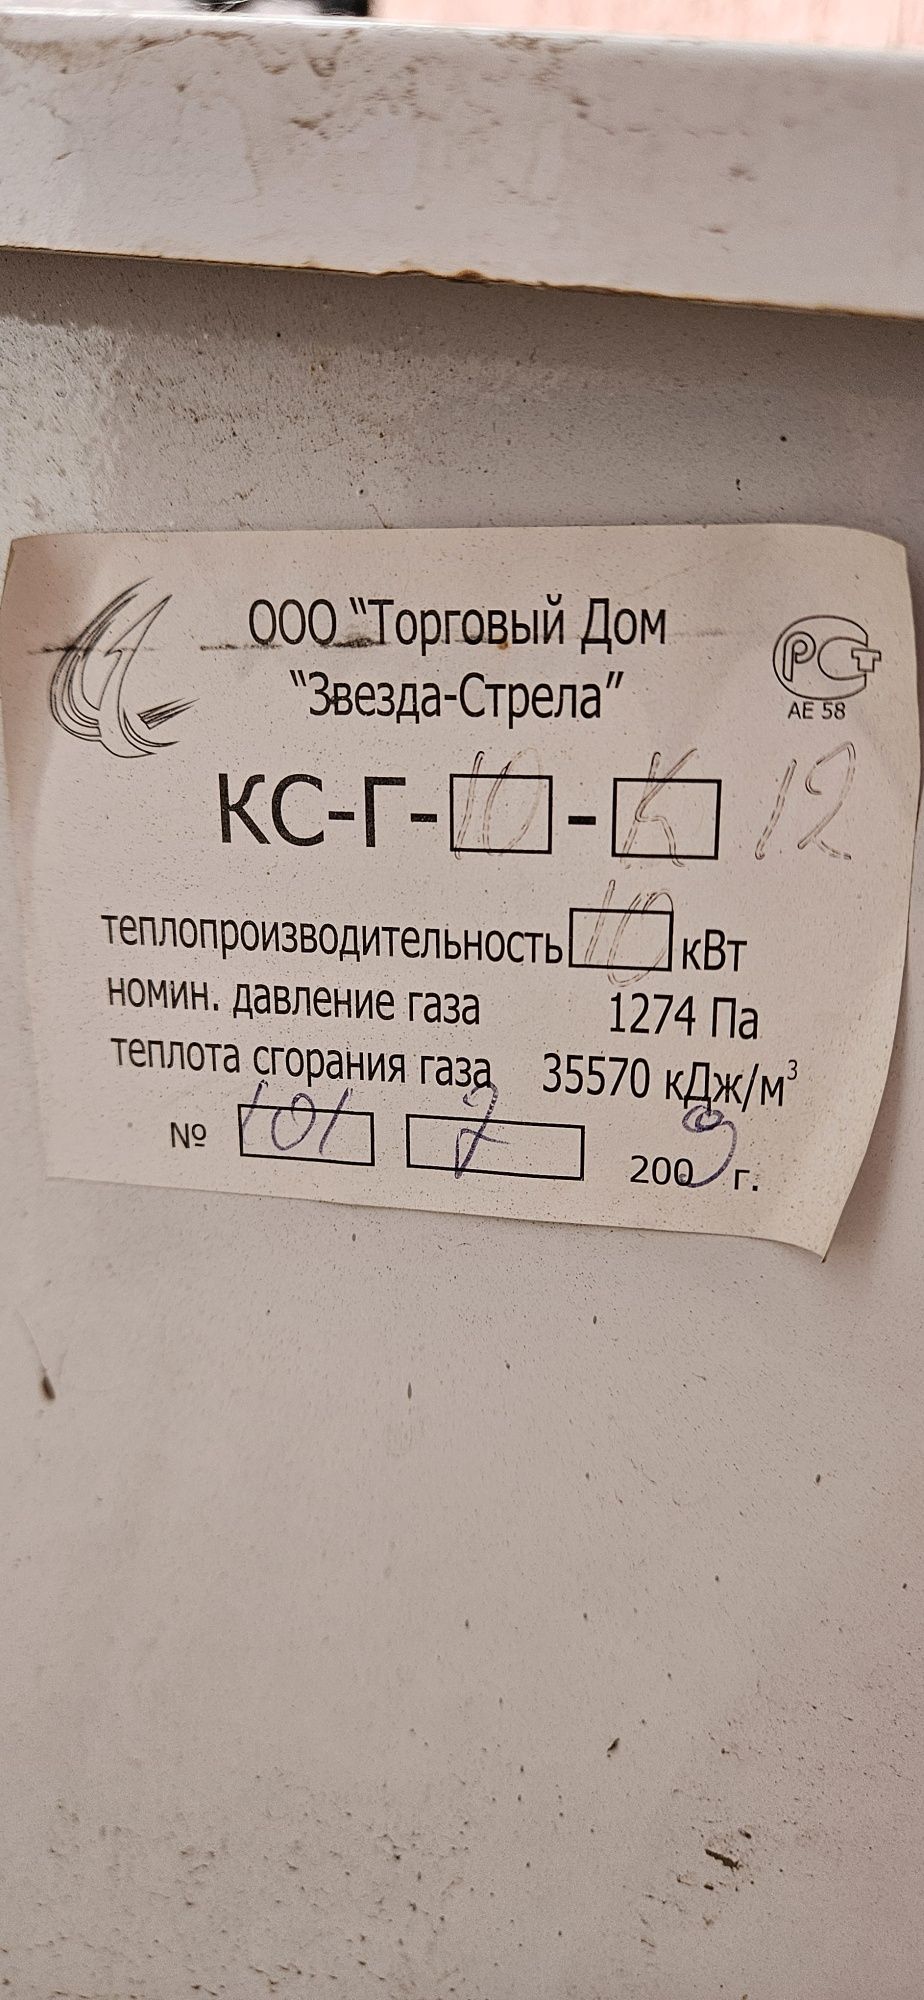 ООО "Торговый Дом
"Звезда-Стрела"
РСТ
АЕ 58
КС-Г-10-К 12
теплопроизводительность 10 кВт
номин. давление газа 1274 Па
теплота сгорания газа 35570 кДж/м³
№ 101 7 2009 г.